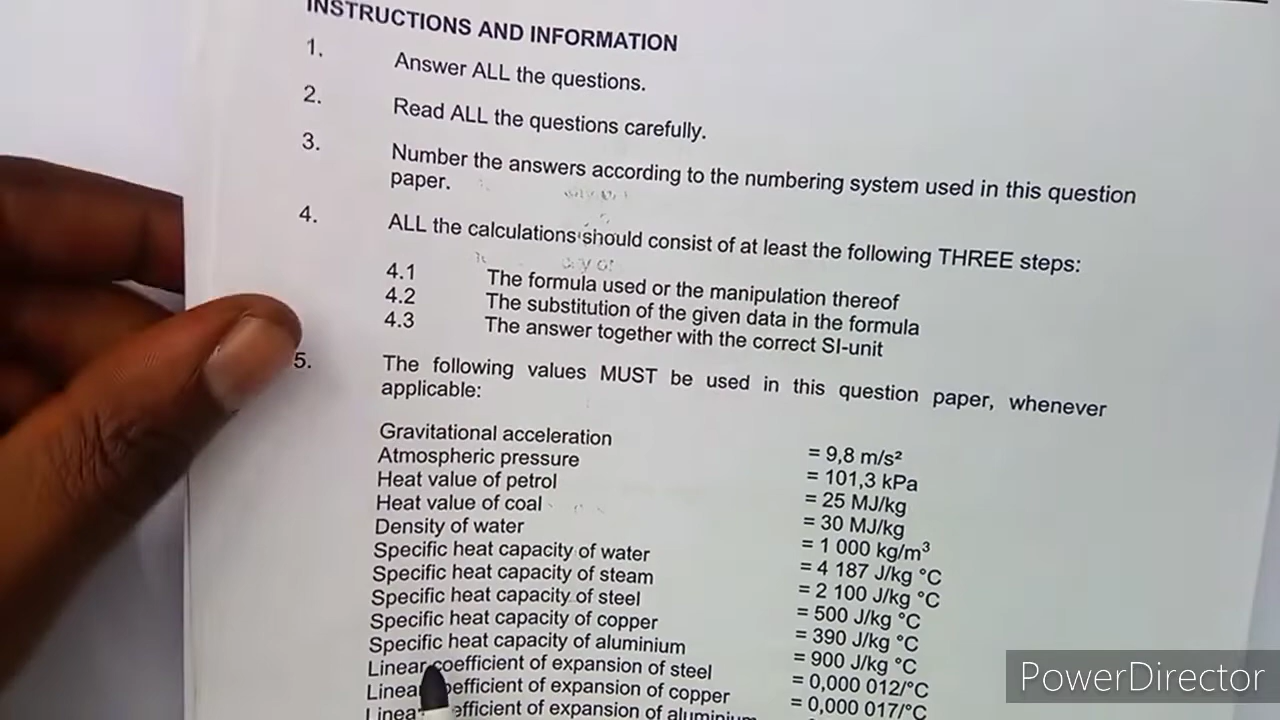 INSTRUCTIONS AND INFORMATION
1. Answer ALL the questions.
2. Read ALL the questions carefully.
3. Number the answers according to the numbering system used in this question
paper.
4. ALL the calculations should consist of at least the following THREE steps:
4.1 The formula used or the manipulation thereof
4.2 The substitution of the given data in the formula
4.3 The answer together with the correct SI-unit
5. The following values MUST be used in this question paper, whenever
applicable:
Gravitational acceleration = 9,8 m/s²
Atmospheric pressure = 101,3 kPa
Heat value of petrol = 25 MJ/kg
Heat value of coal = 30 MJ/kg
Density of water = 1 000 kg/m³
Specific heat capacity of water = 4 187 J/kg °C
Specific heat capacity of steam = 2 100 J/kg °C
Specific heat capacity of steel = 500 J/kg °C
Specific heat capacity of copper = 390 J/kg °C
Specific heat capacity of aluminium = 900 J/kg °C
Linear coefficient of expansion of steel = 0,000 012/°C
Linear coefficient of expansion of copper = 0,000 017/°C
of expansion of aluminium
PowerDirector